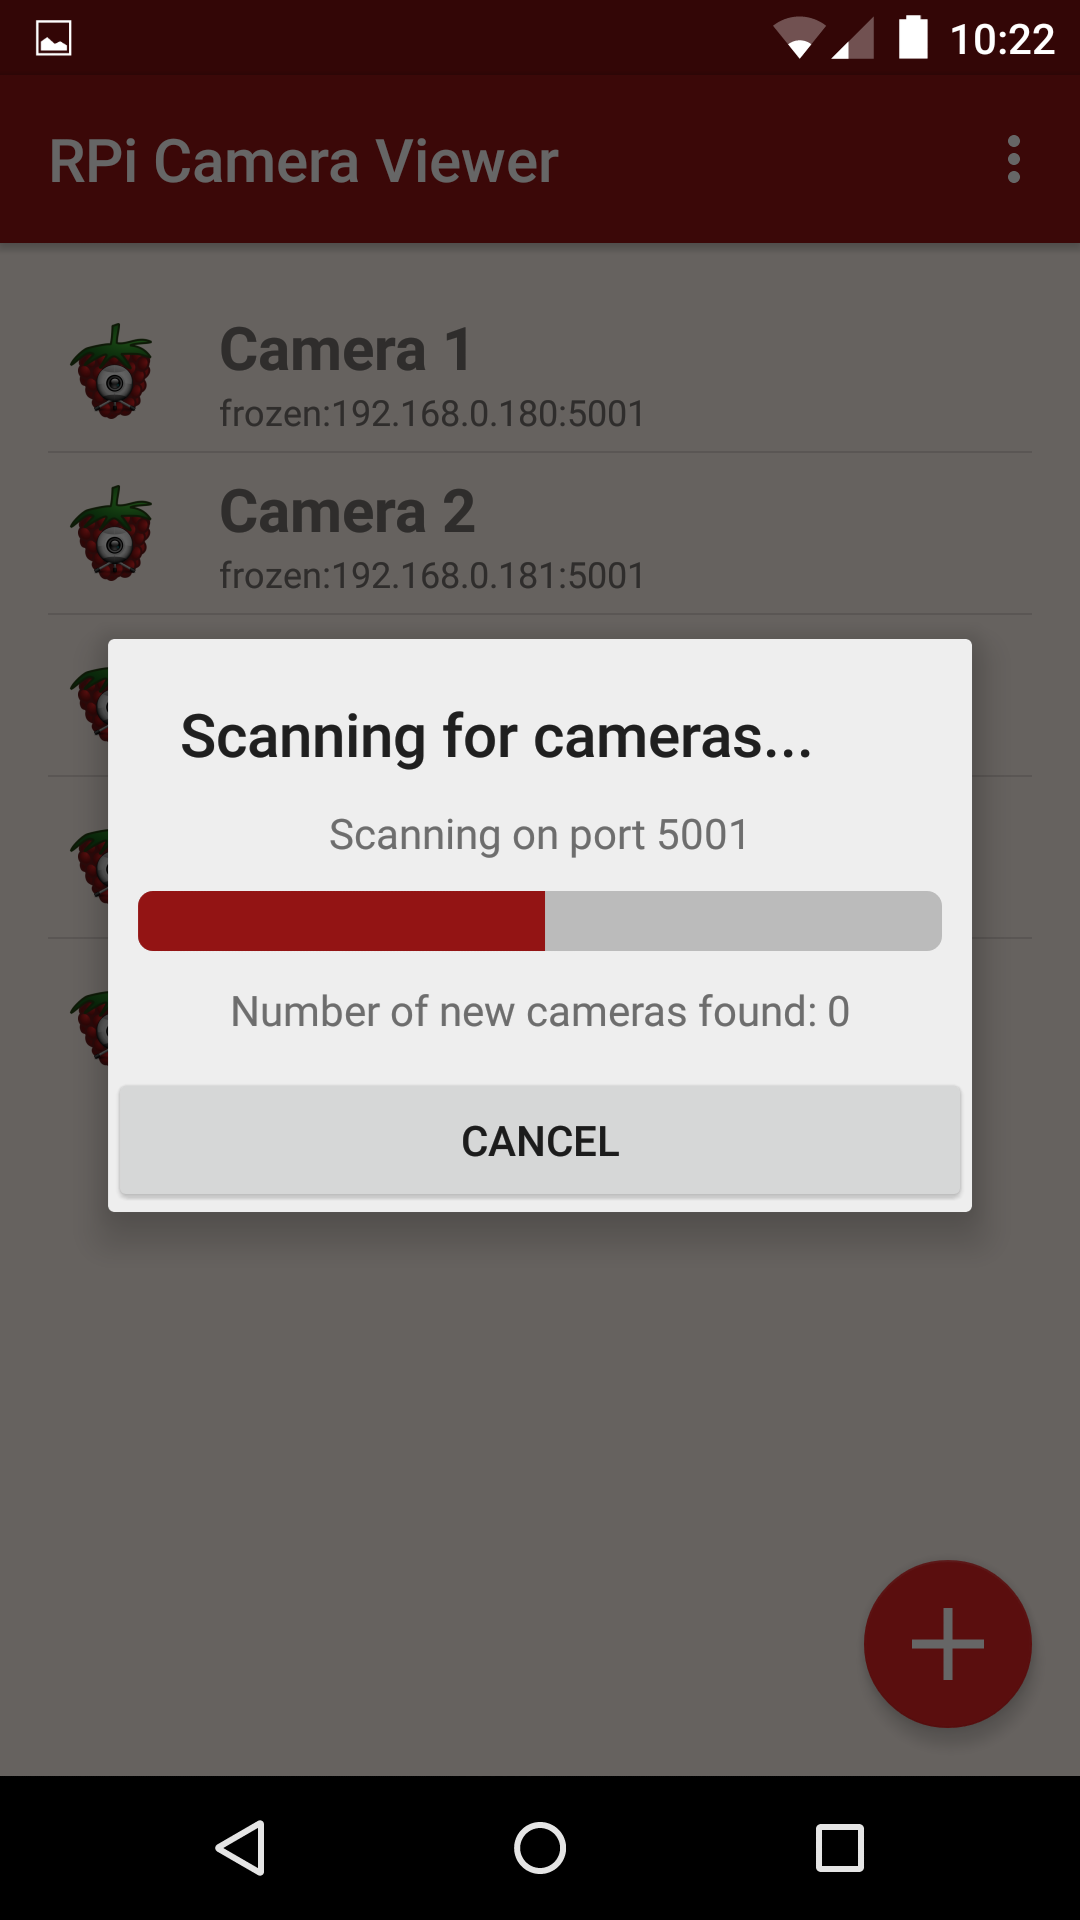 10:22
RPi Camera Viewer
Camera 1
frozen:192.168.0.180:5001
Camera 2
frozen:192.168.0.181:5001
Scanning for cameras...
Scanning on port 5001
Number of new cameras found: 0
CANCEL